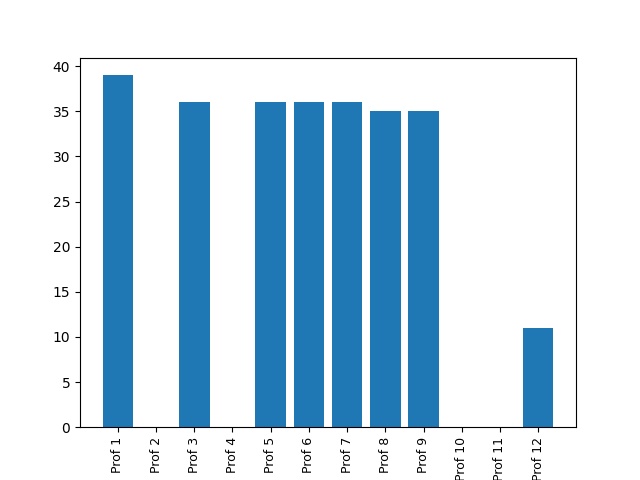 40
35
30
25
20
15
10
5
0
Prof 1
Prof 2
Prof 3
Prof 4
Prof 5
Prof 6
Prof 7
Prof 8
Prof 9
Prof 10
Prof 11
Prof 12